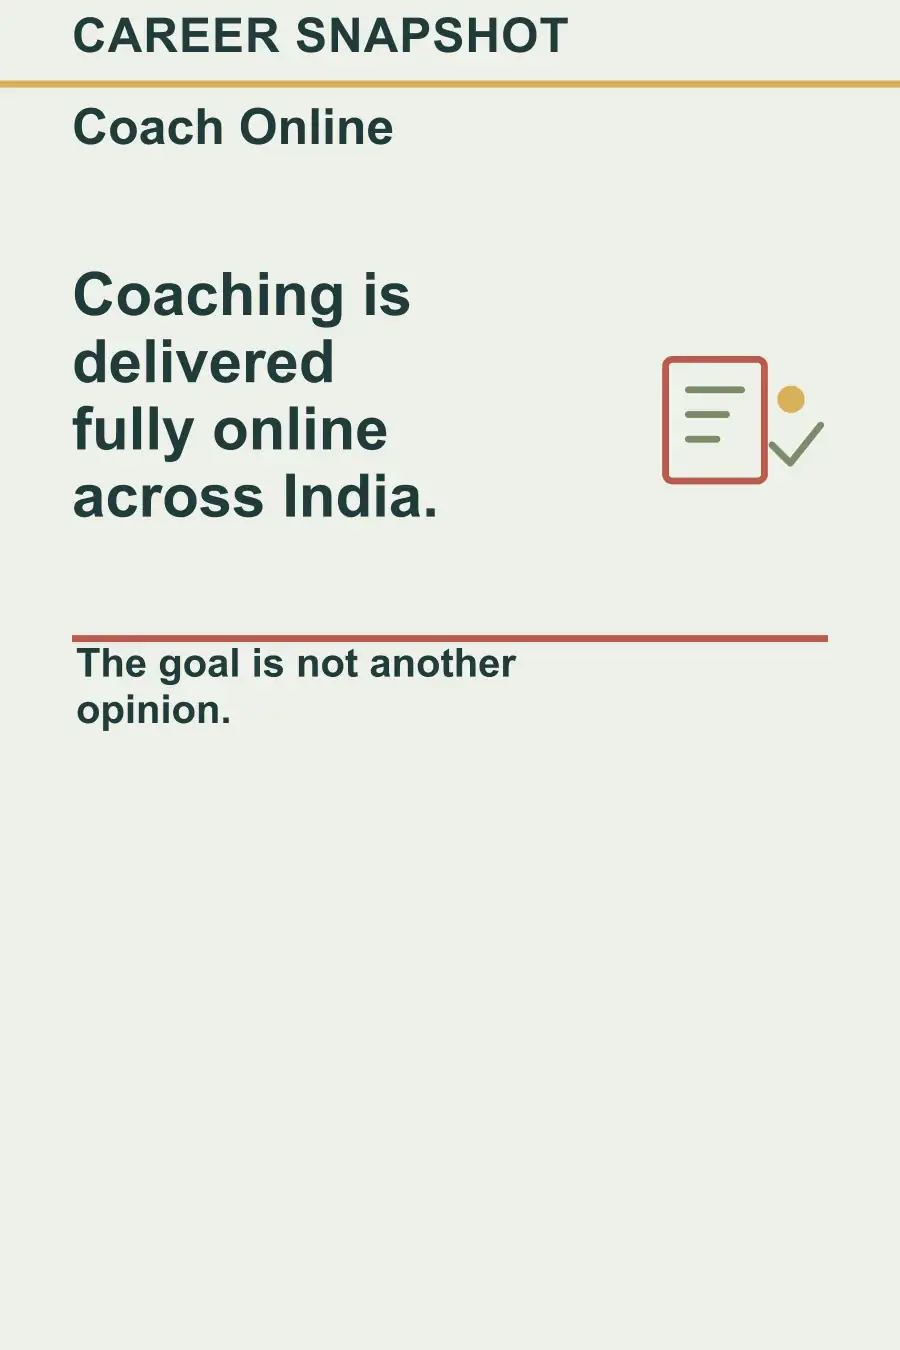 CAREER SNAPSHOT
Coach Online
Coaching is
delivered
fully online
across India.
The goal is not another
opinion.